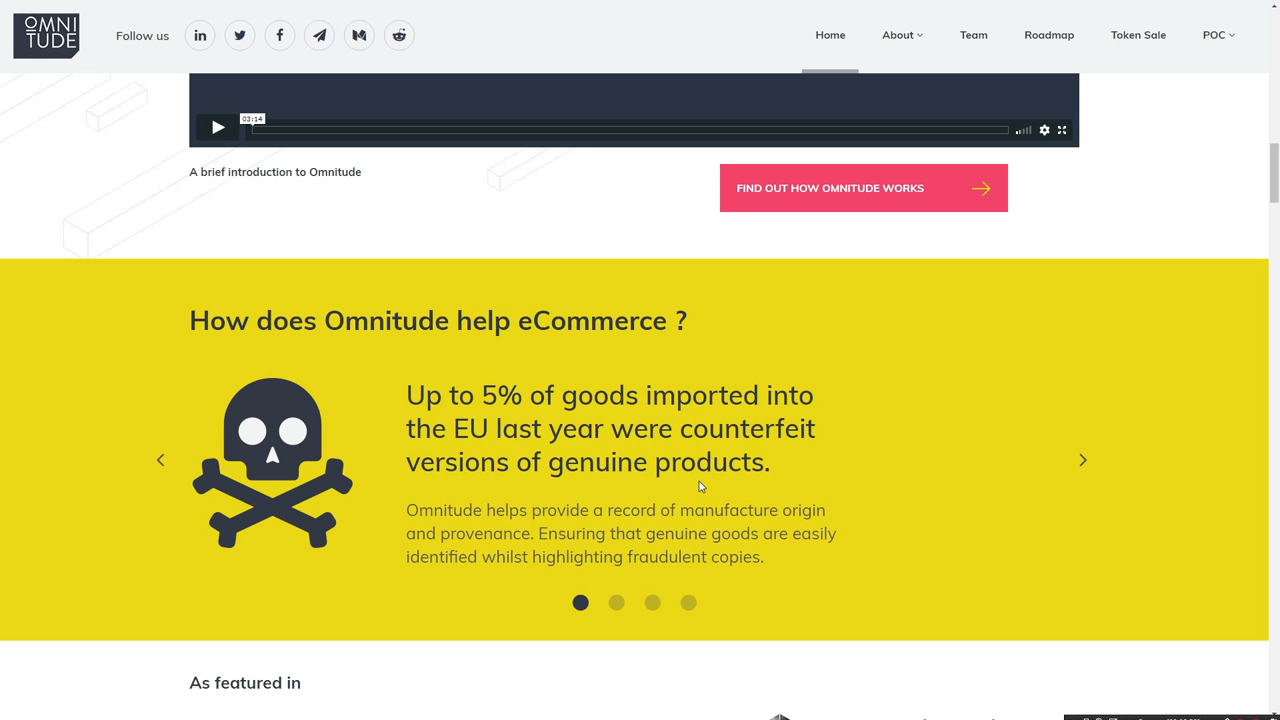 OMNI
TUDE
Follow us
Home
About
Team
Roadmap
Token Sale
POC
03:14
A brief introduction to Omnitude
FIND OUT HOW OMNITUDE WORKS
How does Omnitude help eCommerce ?
Up to 5% of goods imported into
the EU last year were counterfeit
versions of genuine products.
Omnitude helps provide a record of manufacture origin
and provenance. Ensuring that genuine goods are easily
identified whilst highlighting fraudulent copies.
As featured in